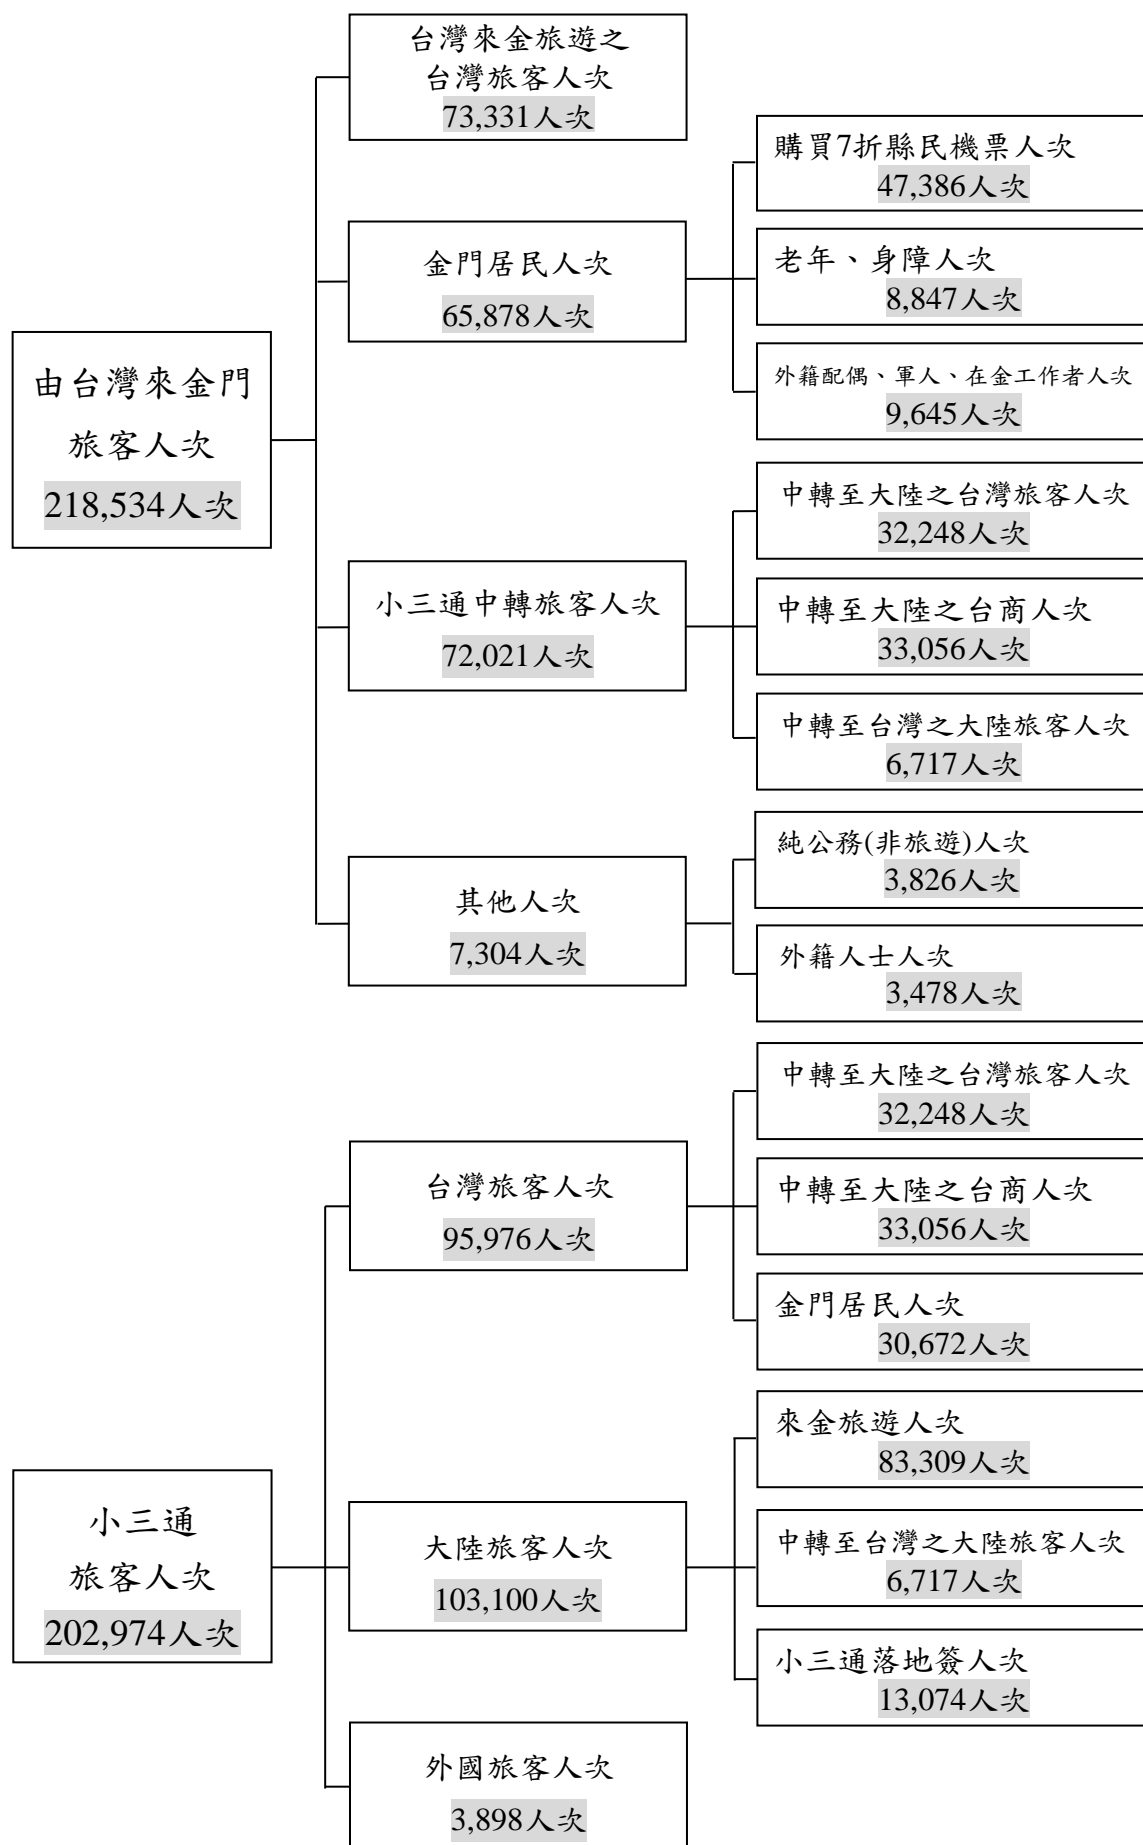 台灣來金旅遊之
台灣旅客人次
73,331人次
購買7折縣民機票人次
47,386人次
金門居民人次
65,878人次
老年、身障人次
8,847人次
外籍配偶、軍人、在金工作者人次
9,645人次
由台灣來金門
旅客人次
218,534人次
中轉至大陸之台灣旅客人次
32,248人次
小三通中轉旅客人次
72,021人次
中轉至大陸之台商人次
33,056人次
中轉至台灣之大陸旅客人次
6,717人次
純公務(非旅遊)人次
3,826人次
其他人次
7,304人次
外籍人士人次
3,478人次
中轉至大陸之台灣旅客人次
32,248人次
台灣旅客人次
95,976人次
中轉至大陸之台商人次
33,056人次
金門居民人次
30,672人次
來金旅遊人次
83,309人次
小三通
旅客人次
202,974人次
大陸旅客人次
103,100人次
中轉至台灣之大陸旅客人次
6,717人次
小三通落地簽人次
13,074人次
外國旅客人次
3,898人次